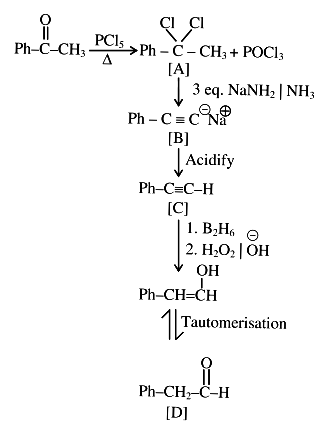 O
Ph–C–CH₃ PCl₅ Δ
Cl Cl
Ph – C – CH₃ + POCl₃
[A]
3 eq. NaNH₂ | NH₃
Ph – C ≡ C⊖ Na⊕
[B]
Acidify
Ph–C≡C–H
[C]
1. B₂H₆
2. H₂O₂ | OH⊖
OH
Ph–CH=CH
Tautomerisation
O
Ph–CH₂–C–H
[D]